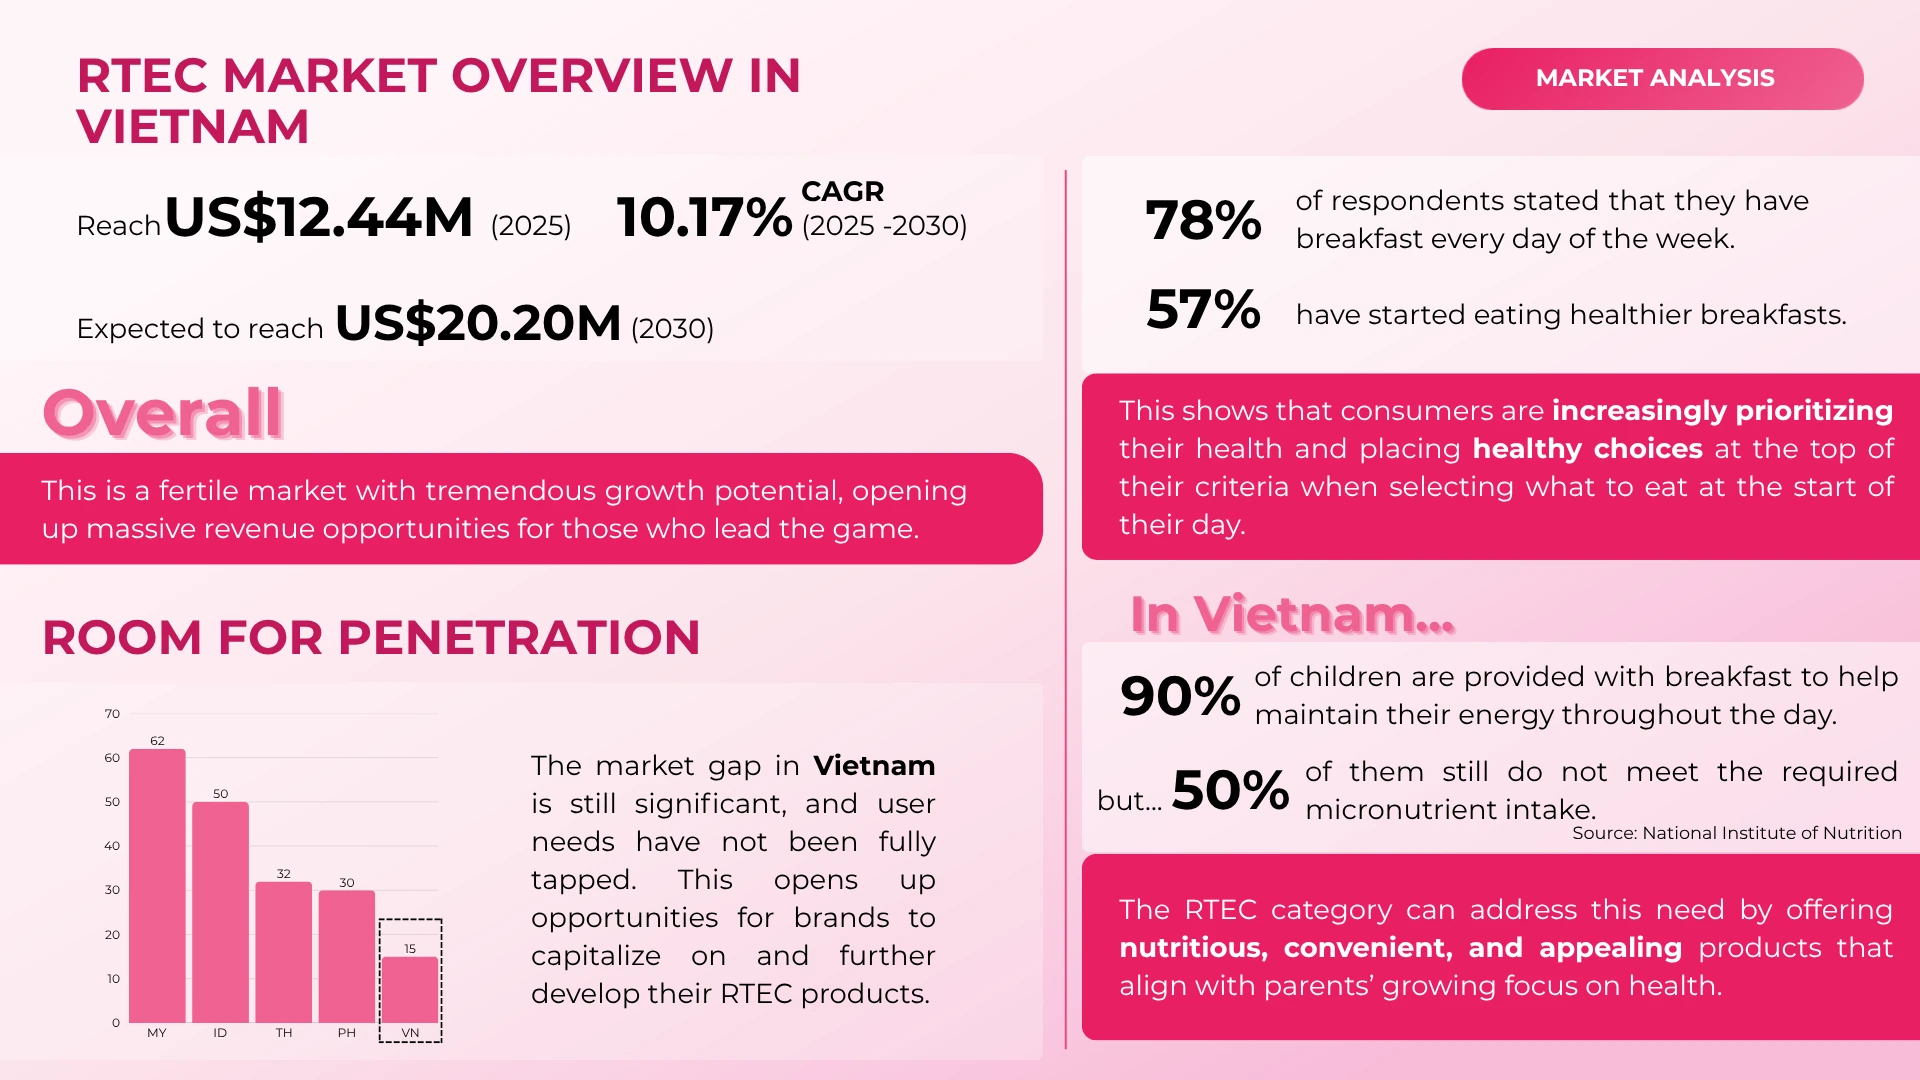 RTEC MARKET OVERVIEW IN
VIETNAM
MARKET ANALYSIS
Reach US$12.44M (2025)
10.17% CAGR
(2025 -2030)
Expected to reach US$20.20M (2030)
Overall
This is a fertile market with tremendous growth potential, opening
up massive revenue opportunities for those who lead the game.
ROOM FOR PENETRATION
70
60
50
40
30
20
10
0
62
50
32
30
15
MY
ID
TH
PH
VN
The market gap in Vietnam
is still significant, and user
needs have not been fully
tapped. This opens up
opportunities for brands to
capitalize on and further
develop their RTEC products.
78%
of respondents stated that they have
breakfast every day of the week.
57%
have started eating healthier breakfasts.
This shows that consumers are increasingly prioritizing
their health and placing healthy choices at the top of
their criteria when selecting what to eat at the start of
their day.
In Vietnam...
90%
of children are provided with breakfast to help
maintain their energy throughout the day.
but... 50%
of them still do not meet the required
micronutrient intake.
Source: National Institute of Nutrition
The RTEC category can address this need by offering
nutritious, convenient, and appealing products that
align with parents’ growing focus on health.